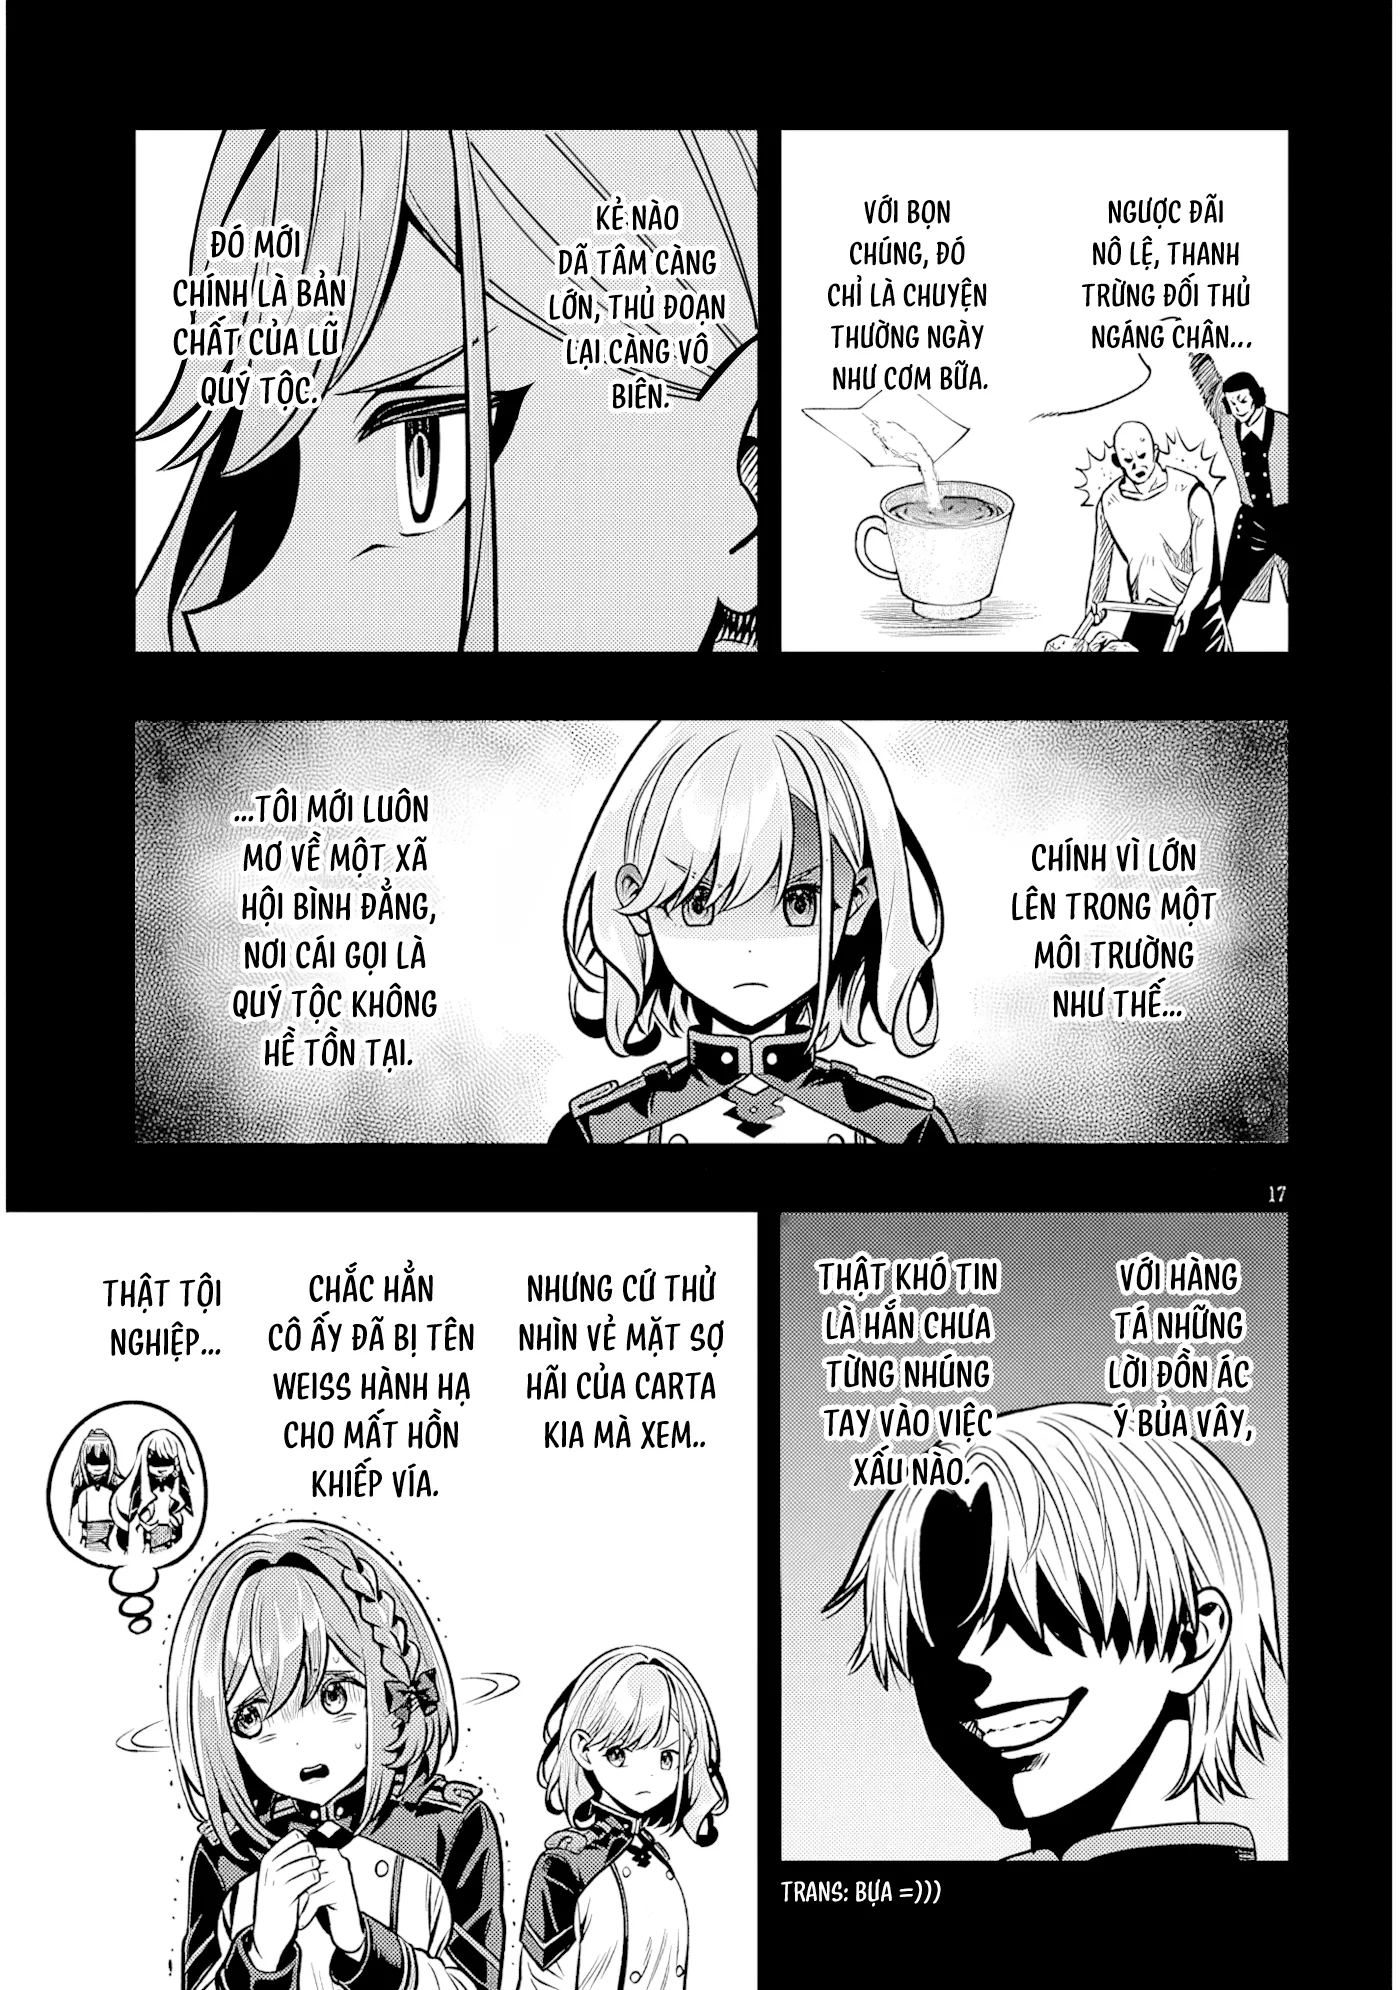 NGƯỢC ĐÃI
NÔ LỆ, THANH
TRỪNG ĐỐI THỦ
NGÁNG CHÂN...
VỚI BỌN
CHÚNG, ĐÓ
CHỈ LÀ CHUYỆN
THƯỜNG NGÀY
NHƯ CƠM BỮA.
KẺ NÀO
DÃ TÂM CÀNG
LỚN, THỦ ĐOẠN
LẠI CÀNG VÔ
BIÊN.
ĐÓ MỚI
CHÍNH LÀ BẢN
CHẤT CỦA LŨ
QUÝ TỘC.
CHÍNH VÌ LỚN
LÊN TRONG MỘT
MÔI TRƯỜNG
NHƯ THẾ...
...TÔI MỚI LUÔN
MƠ VỀ MỘT XÃ
HỘI BÌNH ĐẲNG,
NƠI CÁI GỌI LÀ
QUÝ TỘC KHÔNG
HỀ TỒN TẠI.
17
VỚI HÀNG
TÁ NHỮNG
LỜI ĐỒN ÁC
Ý BỦA VÂY,
THẬT KHÓ TIN
LÀ HẮN CHƯA
TỪNG NHÚNG
TAY VÀO VIỆC
XẤU NÀO.
TRANS: BỰA =)))
NHƯNG CỨ THỬ
NHÌN VẺ MẶT SỢ
HÃI CỦA CARTA
KIA MÀ XEM..
CHẮC HẲN
CÔ ẤY ĐÃ BỊ TÊN
WEISS HÀNH HẠ
CHO MẤT HỒN
KHIẾP VÍA.
THẬT TỘI
NGHIỆP...